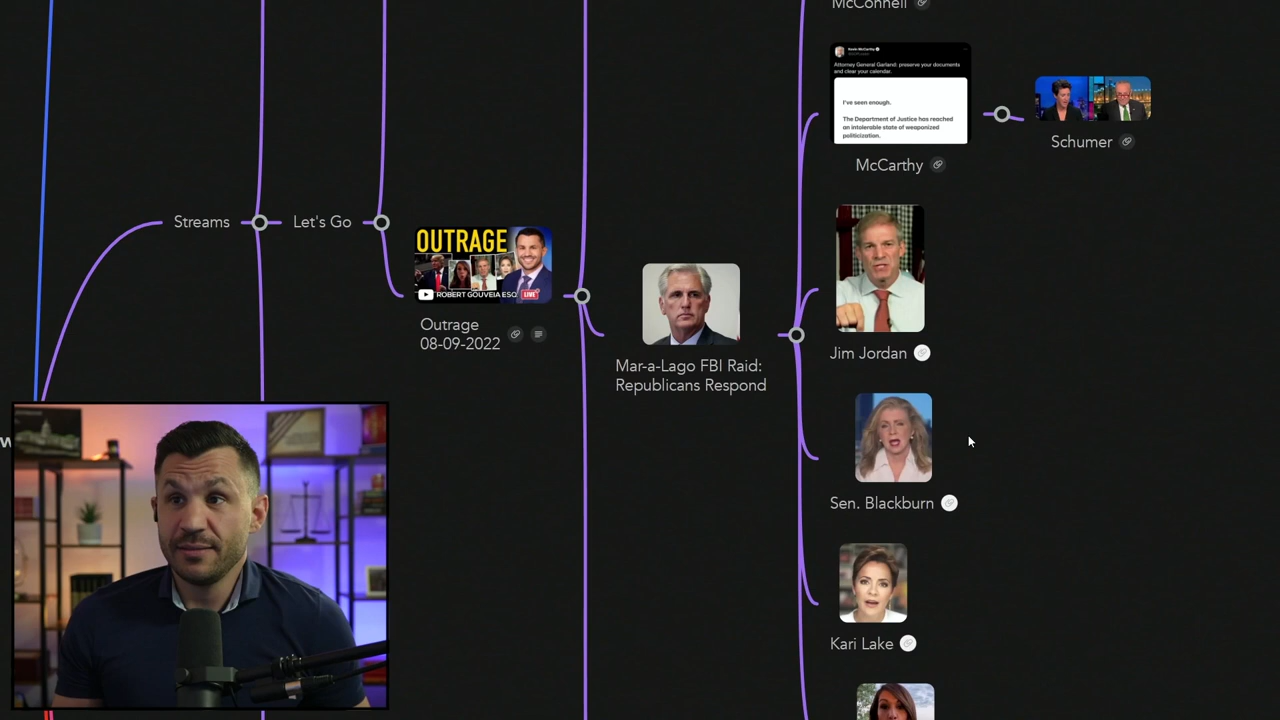 McConnell
Kevin McCarthy
Attorney General Garland: preserve your documents
and clear your calendar.
I've seen enough.
The Department of Justice has reached
an intolerable state of weaponized
politicization.
McCarthy
Schumer
Streams
Let's Go
OUTRAGE
ROBERT GOUVEIA ESQ
LIVE
Outrage
08-09-2022
Mar-a-Lago FBI Raid:
Republicans Respond
Jim Jordan
Sen. Blackburn
Kari Lake
w